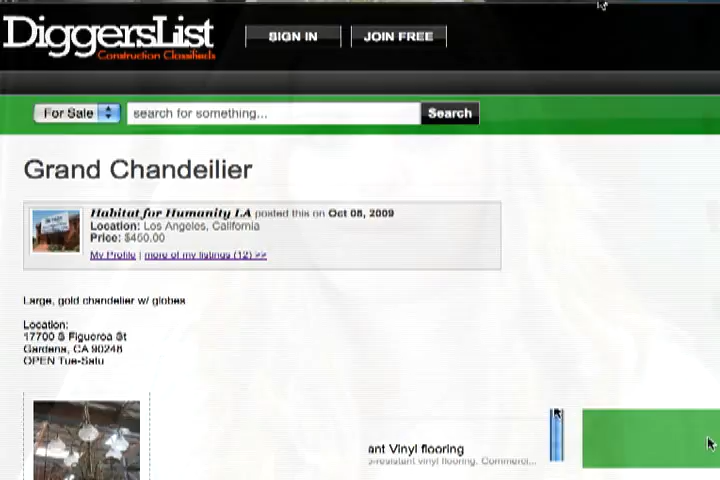 DiggersList
Construction Classifieds
SIGN IN
JOIN FREE
For Sale
search for something...
Search
Grand Chandeilier
Habitat for Humanity LA posted this on Oct 08, 2009
Location: Los Angeles, California
Price: $450.00
My Profile | more of my listings (12) >>
Large, gold chandelier w/ globes
Location:
17700 S Figueroa St
Gardena, CA 90248
OPEN Tue-Satu
ant Vinyl flooring
-resistant vinyl flooring. Commerci...